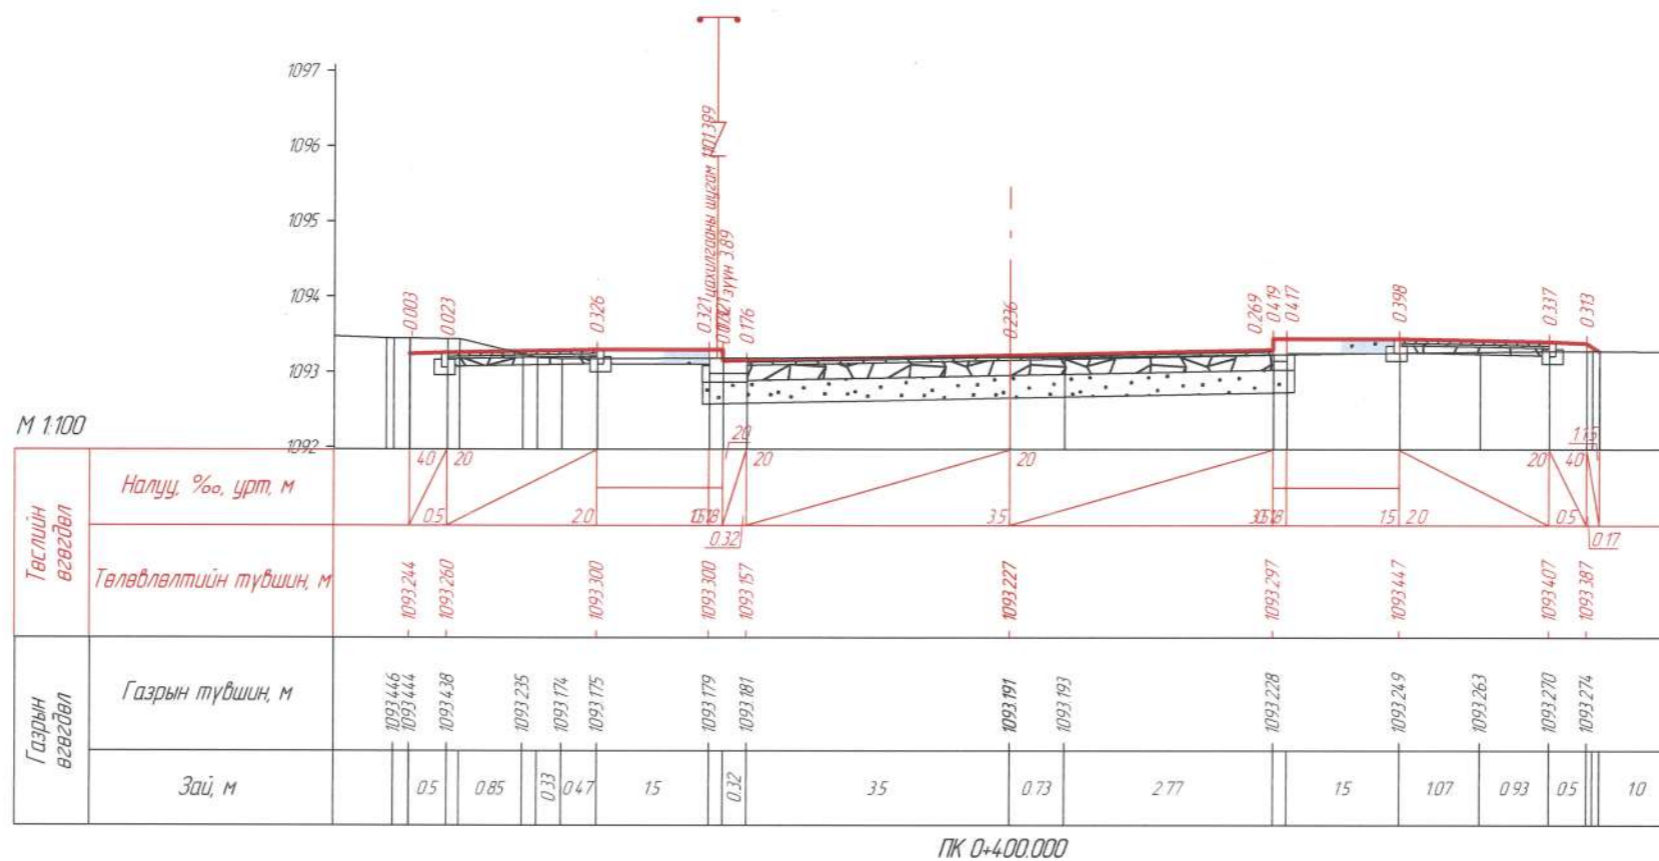 1097
1096
1095
1094
1093
1092
М 1:100
цахилгааны шугам
зүүн 3.89
-0.003
0.023
0.326
0.321
0.176
0.236
0.269
0.419
0.417
0.398
0.337
0.313
Төслийн өгөгдөл
Налуу, ‰, урт, м
40 20 20 20 20 20 40 1:1.5
0.5 2.0 0.32 3.5 1.5 2.0 0.5 0.17
Төлөвлөлтийн түвшин, м
1093.244 1093.260 1093.300 1093.300 1093.157 1093.227 1093.297 1093.447 1093.407 1093.387
Газрын өгөгдөл
Газрын түвшин, м
1093.446 1093.444 1093.438 1093.235 1093.174 1093.175 1093.179 1093.181 1093.191 1093.193 1093.228 1093.249 1093.263 1093.270 1093.274
Зай, м
0.5 0.85 0.33 0.47 1.5 0.32 3.5 0.73 2.77 1.5 1.07 0.93 0.5 1.0
ПК 0+400.000